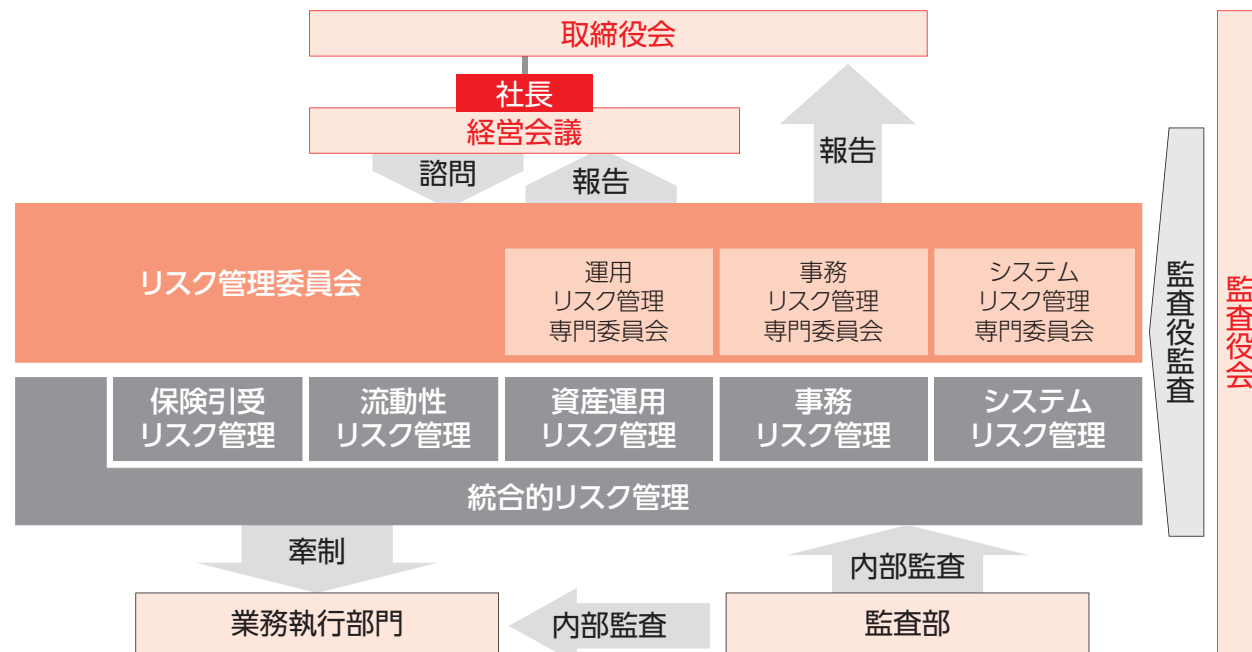 取締役会
社長
経営会議
諮問
報告
報告
リスク管理委員会
運用
リスク管理
専門委員会
事務
リスク管理
専門委員会
システム
リスク管理
専門委員会
保険引受
リスク管理
流動性
リスク管理
資産運用
リスク管理
事務
リスク管理
システム
リスク管理
統合的リスク管理
牽制
内部監査
業務執行部門
内部監査
監査部
監査役監査
監査役会